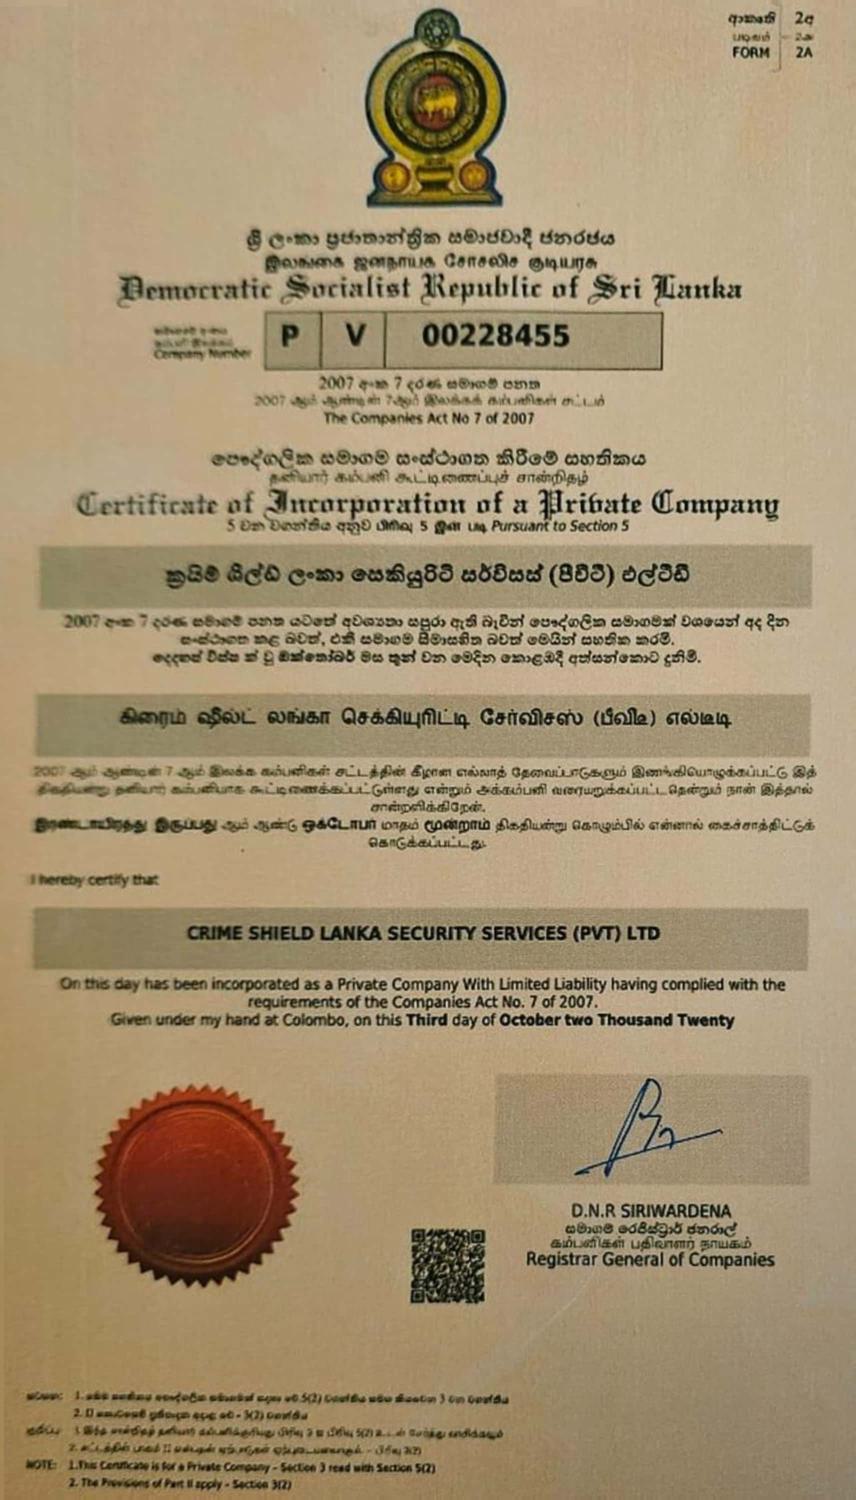 ආකෘති 2අ
படிவம் 2அ
FORM 2A
ශ්‍රී ලංකා ප්‍රජාතාන්ත්‍රික සමාජවාදී ජනරජය
இலங்கை ஜனநாயக சோசலிச குடியரசு
Democratic Socialist Republic of Sri Lanka
Company Number
P V 00228455
2007 අංක 7 දරණ සමාගම් පනත
2007 ஆம் ஆண்டின் 7ஆம் இலக்கக் கம்பனிகள் சட்டம்
The Companies Act No 7 of 2007
පෞද්ගලික සමාගම සංස්ථාගත කිරීමේ සහතිකය
தனியார் கம்பனி கூட்டிணைப்புச் சான்றிதழ்
Certificate of Incorporation of a Private Company
5 වන වගන්තිය අනුව பிரிவு 5 இன் படி Pursuant to Section 5
ක්‍රයිම් ශීල්ඩ් ලංකා සෙකියුරිටි සර්විසස් (පීවීටී) එල්ටීඩී
2007 අංක 7 දරණ සමාගම් පනත යටතේ අවශ්‍යතා සපුරා ඇති බැවින් පෞද්ගලික සමාගමක් වශයෙන් අද දින
සංස්ථාගත කළ බවත්, එකී සමාගම සීමාසහිත බවත් මෙයින් සහතික කරමි.
දෙදහස් විස්ස ක් වූ ඔක්තෝබර් මස තුන් වන මෙදින කොළඹදී අත්සන්කොට දුනිමි.
கிரைம் ஷீல்ட் லங்கா செக்கியுரிட்டி சேர்விசஸ் (பீவீடீ) எல்டீடி
2007 ஆம் ஆண்டின் 7 ஆம் இலக்க கம்பனிகள் சட்டத்தின் கீழான எல்லாத் தேவைப்பாடுகளும் இணங்கியொழுக்கப்பட்டு இத்
திகதியன்று தனியார் கம்பனியாக கூட்டிணைக்கப்பட்டுள்ளது என்றும் அக்கம்பனி வரையறுக்கப்பட்டதென்றும் நான் இத்தால்
சான்றளிக்கிறேன்.
இரண்டாயிரத்து இருபது ஆம் ஆண்டு ஒக்டோபர் மாதம் மூன்றாம் திகதியன்று கொழும்பில் என்னால் கைச்சாத்திட்டுக்
கொடுக்கப்பட்டது.
I hereby certify that
CRIME SHIELD LANKA SECURITY SERVICES (PVT) LTD
On this day has been incorporated as a Private Company With Limited Liability having complied with the
requirements of the Companies Act No. 7 of 2007.
Given under my hand at Colombo, on this Third day of October two Thousand Twenty
D.N.R SIRIWARDENA
සමාගම් රෙජිස්ට්‍රාර් ජනරාල්
கம்பனிகள் பதிவாளர் நாயகம்
Registrar General of Companies
NOTE: 1.This Certificate is for a Private Company - Section 3 read with Section 5(2)
2. The Provisions of Part II apply - Section 3(2)